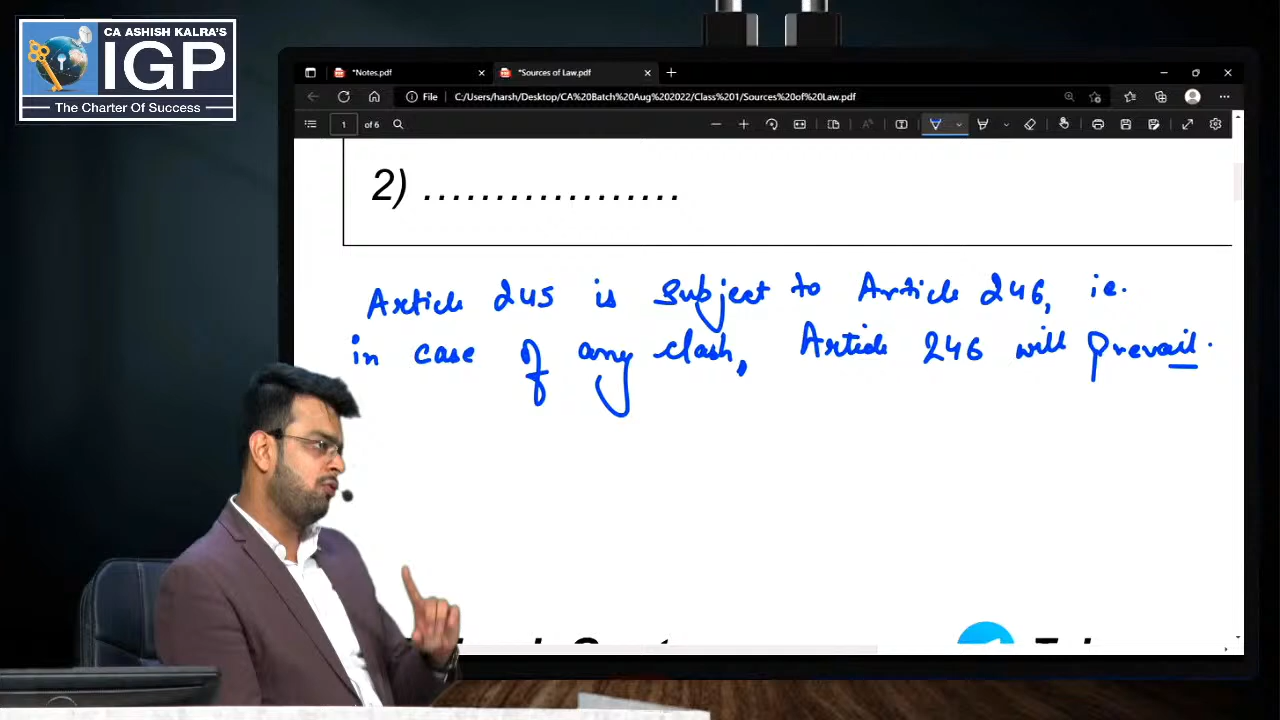 CA ASHISH KALRA'S
IGP
The Charter Of Success
*Notes.pdf
*Sources of Law.pdf
File
C:/Users/harsh/Desktop/CA%20Batch%20Aug%202022/Class%201/Sources%20of%20Law.pdf
1 of 6
2) ………………
Article 245 is subject to Article 246, ie.
in case of any clash, Article 246 will prevail.